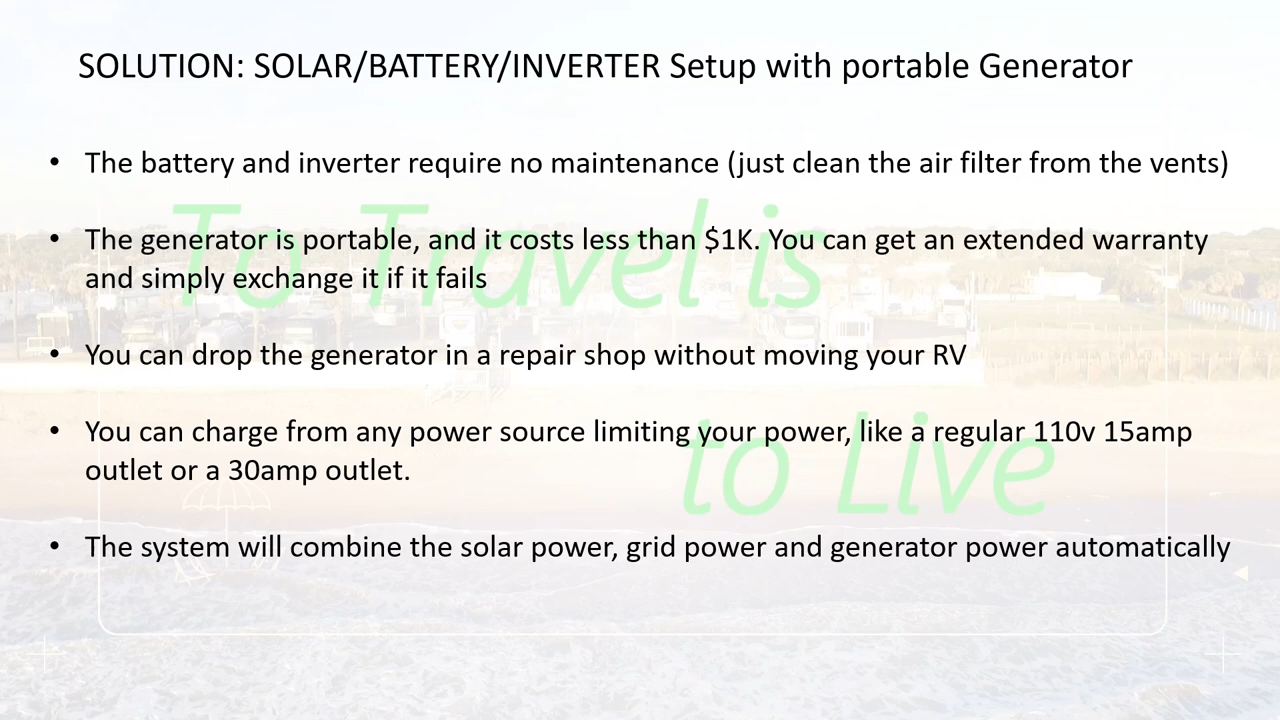 SOLUTION: SOLAR/BATTERY/INVERTER Setup with portable Generator
• The battery and inverter require no maintenance (just clean the air filter from the vents)
• The generator is portable, and it costs less than $1K. You can get an extended warranty
and simply exchange it if it fails
• You can drop the generator in a repair shop without moving your RV
• You can charge from any power source limiting your power, like a regular 110v 15amp
outlet or a 30amp outlet.
• The system will combine the solar power, grid power and generator power automatically
To Travel is
to Live